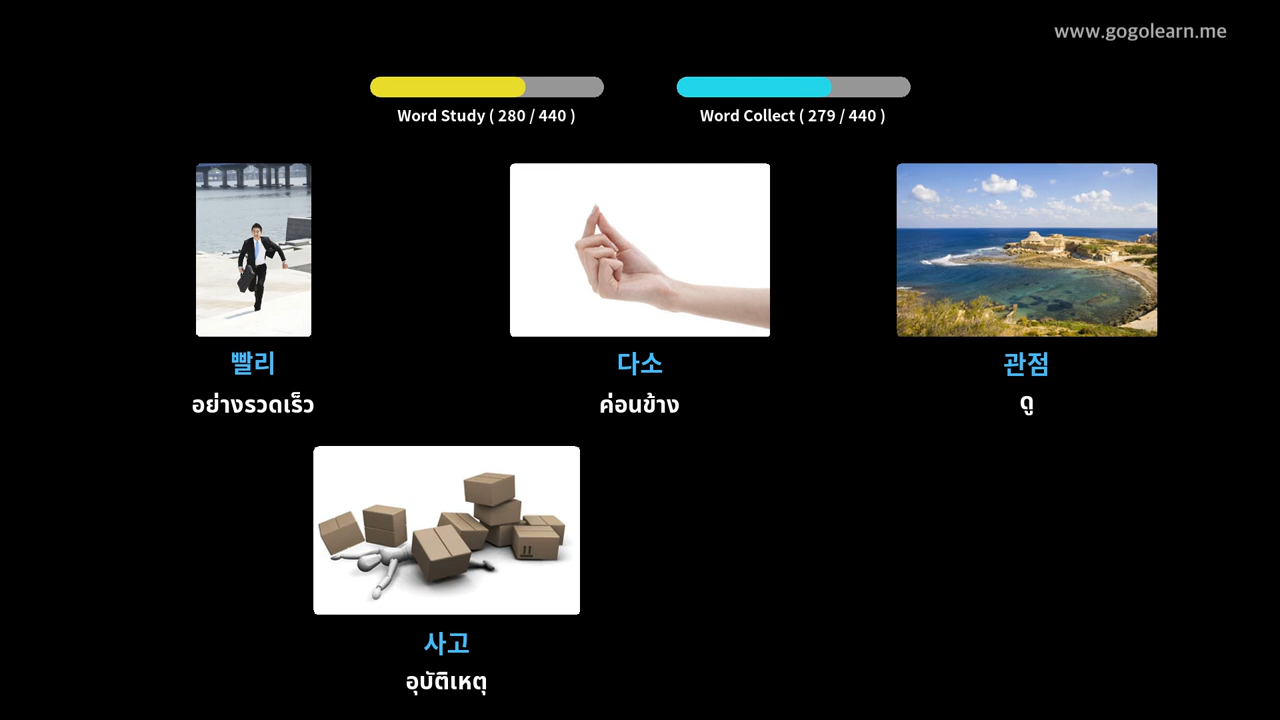 www.gogolearn.me
Word Study ( 280 / 440 )
Word Collect ( 279 / 440 )
빨리
อย่างรวดเร็ว
다소
ค่อนข้าง
관점
ดู
사고
อุบัติเหตุ